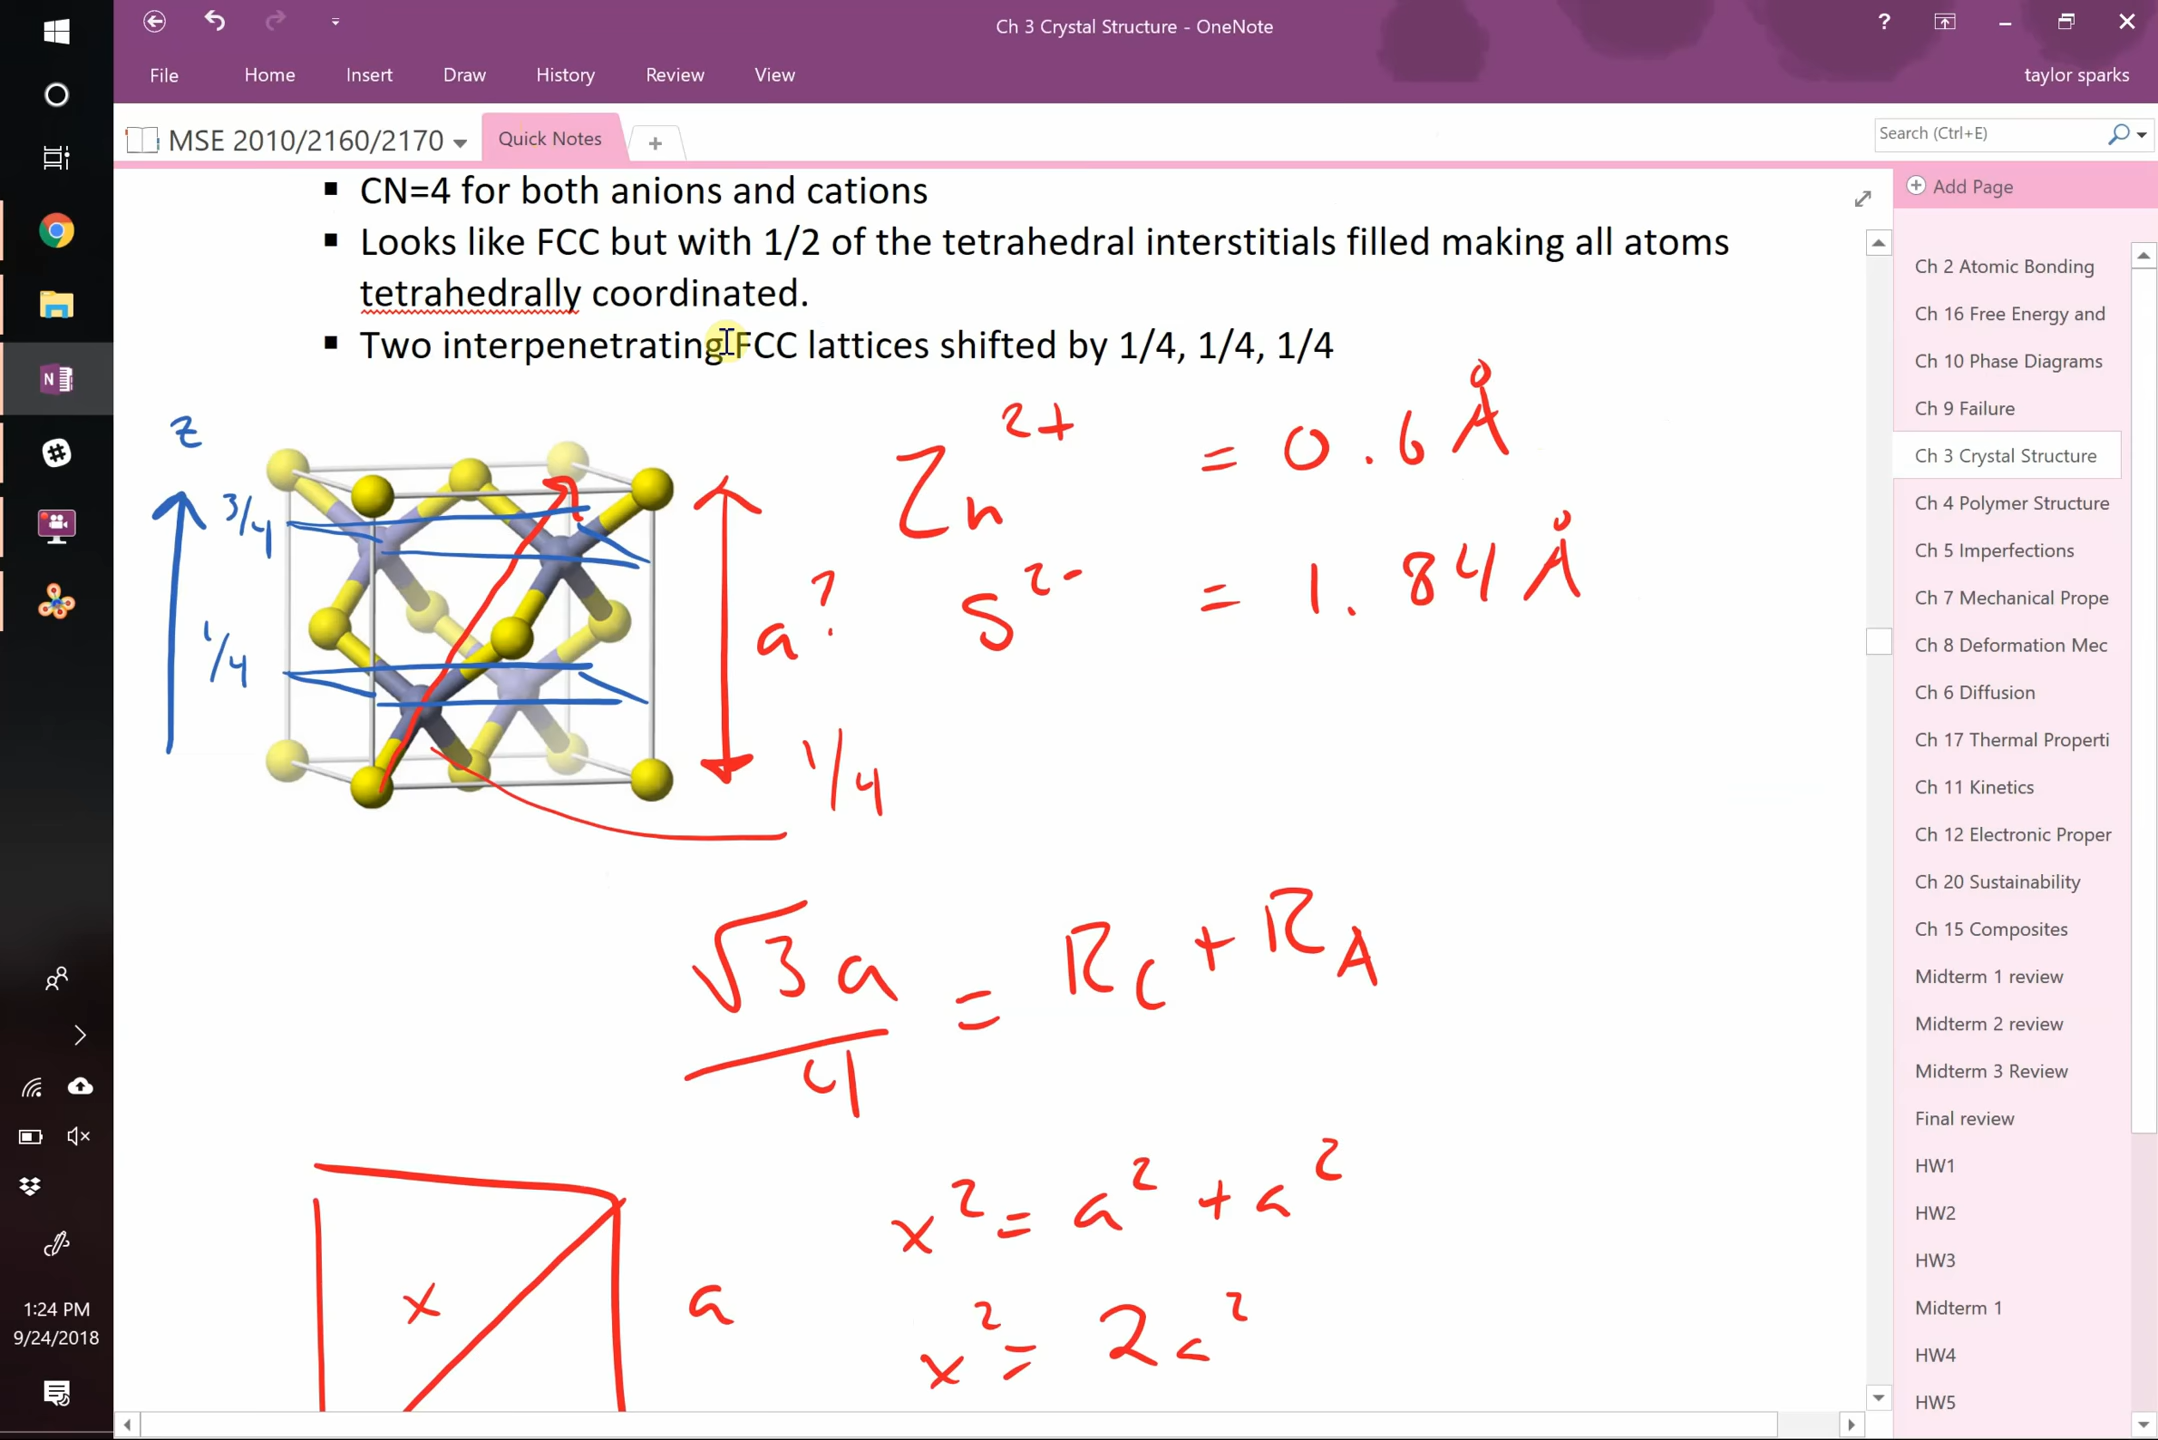 Ch 3 Crystal Structure - OneNote
File Home Insert Draw History Review View
taylor sparks
MSE 2010/2160/2170
Quick Notes
Search (Ctrl+E)
▪ CN=4 for both anions and cations
▪ Looks like FCC but with 1/2 of the tetrahedral interstitials filled making all atoms
tetrahedrally coordinated.
▪ Two interpenetrating FCC lattices shifted by 1/4, 1/4, 1/4
z
3/4
1/4
a?
Zn²⁺ = 0.6 Å
S²⁻ = 1.84 Å
1/4
√3 a / 4 = R_C + R_A
x² = a² + a²
x
a
x² = 2a²
Add Page
Ch 2 Atomic Bonding
Ch 16 Free Energy and
Ch 10 Phase Diagrams
Ch 9 Failure
Ch 3 Crystal Structure
Ch 4 Polymer Structure
Ch 5 Imperfections
Ch 7 Mechanical Prope
Ch 8 Deformation Mec
Ch 6 Diffusion
Ch 17 Thermal Properti
Ch 11 Kinetics
Ch 12 Electronic Proper
Ch 20 Sustainability
Ch 15 Composites
Midterm 1 review
Midterm 2 review
Midterm 3 Review
Final review
HW1
HW2
HW3
Midterm 1
HW4
HW5
1:24 PM
9/24/2018